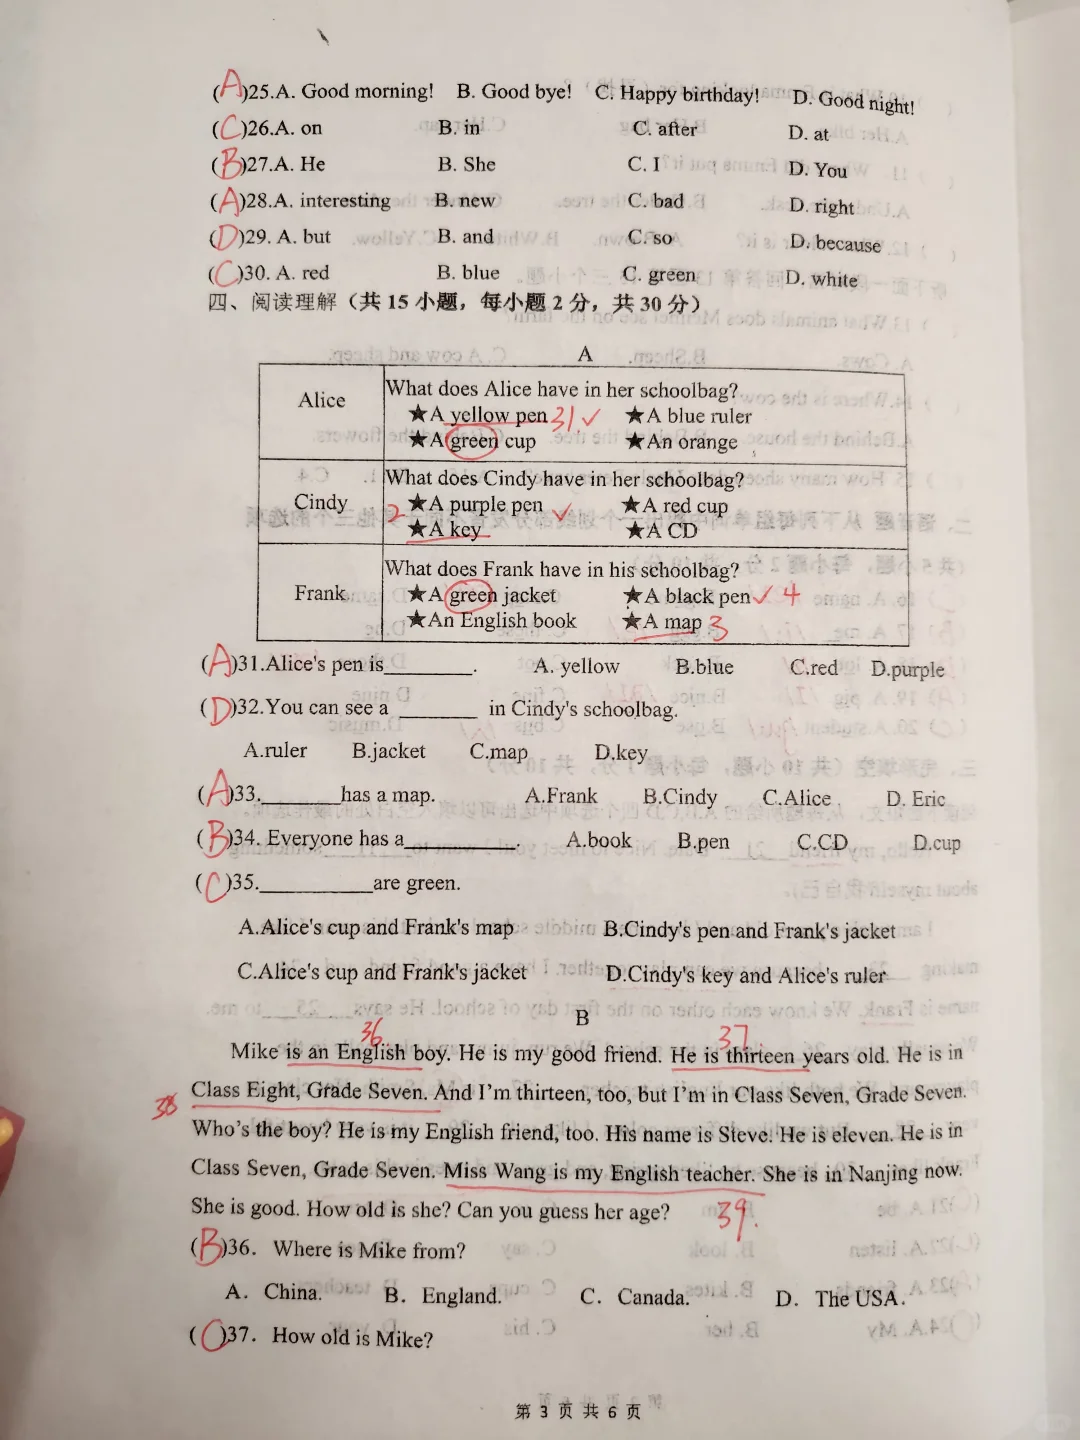 (A)25.A. Good morning! B. Good bye! C. Happy birthday! D. Good night!
(C)26.A. on B. in C. after D. at
(B)27.A. He B. She C. I D. You
(A)28.A. interesting B. new C. bad D. right
(D)29. A. but B. and C. so D. because
(C)30. A. red B. blue C. green D. white
四、阅读理解（共 15 小题，每小题 2 分，共 30 分）
A
Alice
What does Alice have in her schoolbag?
★A yellow pen 31 ✓ ★A blue ruler
★A green cup ★An orange
Cindy
What does Cindy have in her schoolbag?
2 ★A purple pen ✓ ★A red cup
★A key ★A CD
Frank
What does Frank have in his schoolbag?
★A green jacket ★A black pen ✓ 4
★An English book ★A map 3
(A)31.Alice's pen is________. A. yellow B.blue C.red D.purple
(D)32.You can see a _______ in Cindy's schoolbag.
A.ruler B.jacket C.map D.key
(A)33._______has a map. A.Frank B.Cindy C.Alice D. Eric
(B)34. Everyone has a__________. A.book B.pen C.CD D.cup
(C)35.__________are green.
A.Alice's cup and Frank's map B.Cindy's pen and Frank's jacket
C.Alice's cup and Frank's jacket D.Cindy's key and Alice's ruler
B
36 37
Mike is an English boy. He is my good friend. He is thirteen years old. He is in
38 Class Eight, Grade Seven. And I'm thirteen, too, but I'm in Class Seven, Grade Seven.
Who's the boy? He is my English friend, too. His name is Steve. He is eleven. He is in
Class Seven, Grade Seven. Miss Wang is my English teacher. She is in Nanjing now.
She is good. How old is she? Can you guess her age? 39.
(B)36. Where is Mike from?
A. China. B. England. C. Canada. D. The USA.
(C)37. How old is Mike?
第 3 页 共 6 页